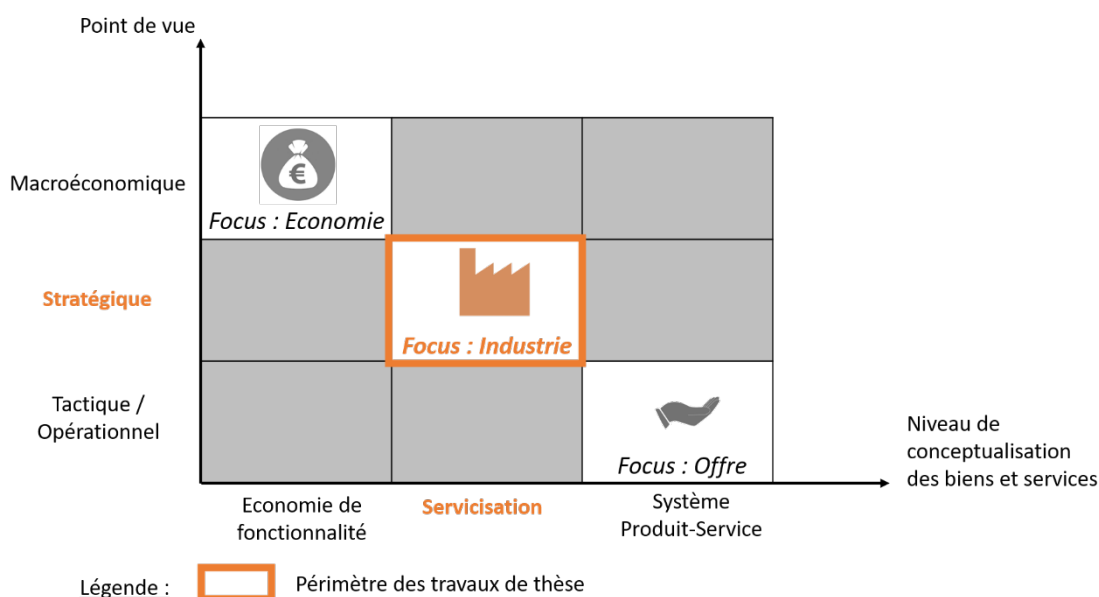 Point de vue
Macroéconomique
€
Focus : Economie
Stratégique
Focus : Industrie
Tactique /
Opérationnel
Focus : Offre
Niveau de
conceptualisation
des biens et services
Economie de
fonctionnalité
Servicisation
Système
Produit-Service
Légende :
Périmètre des travaux de thèse